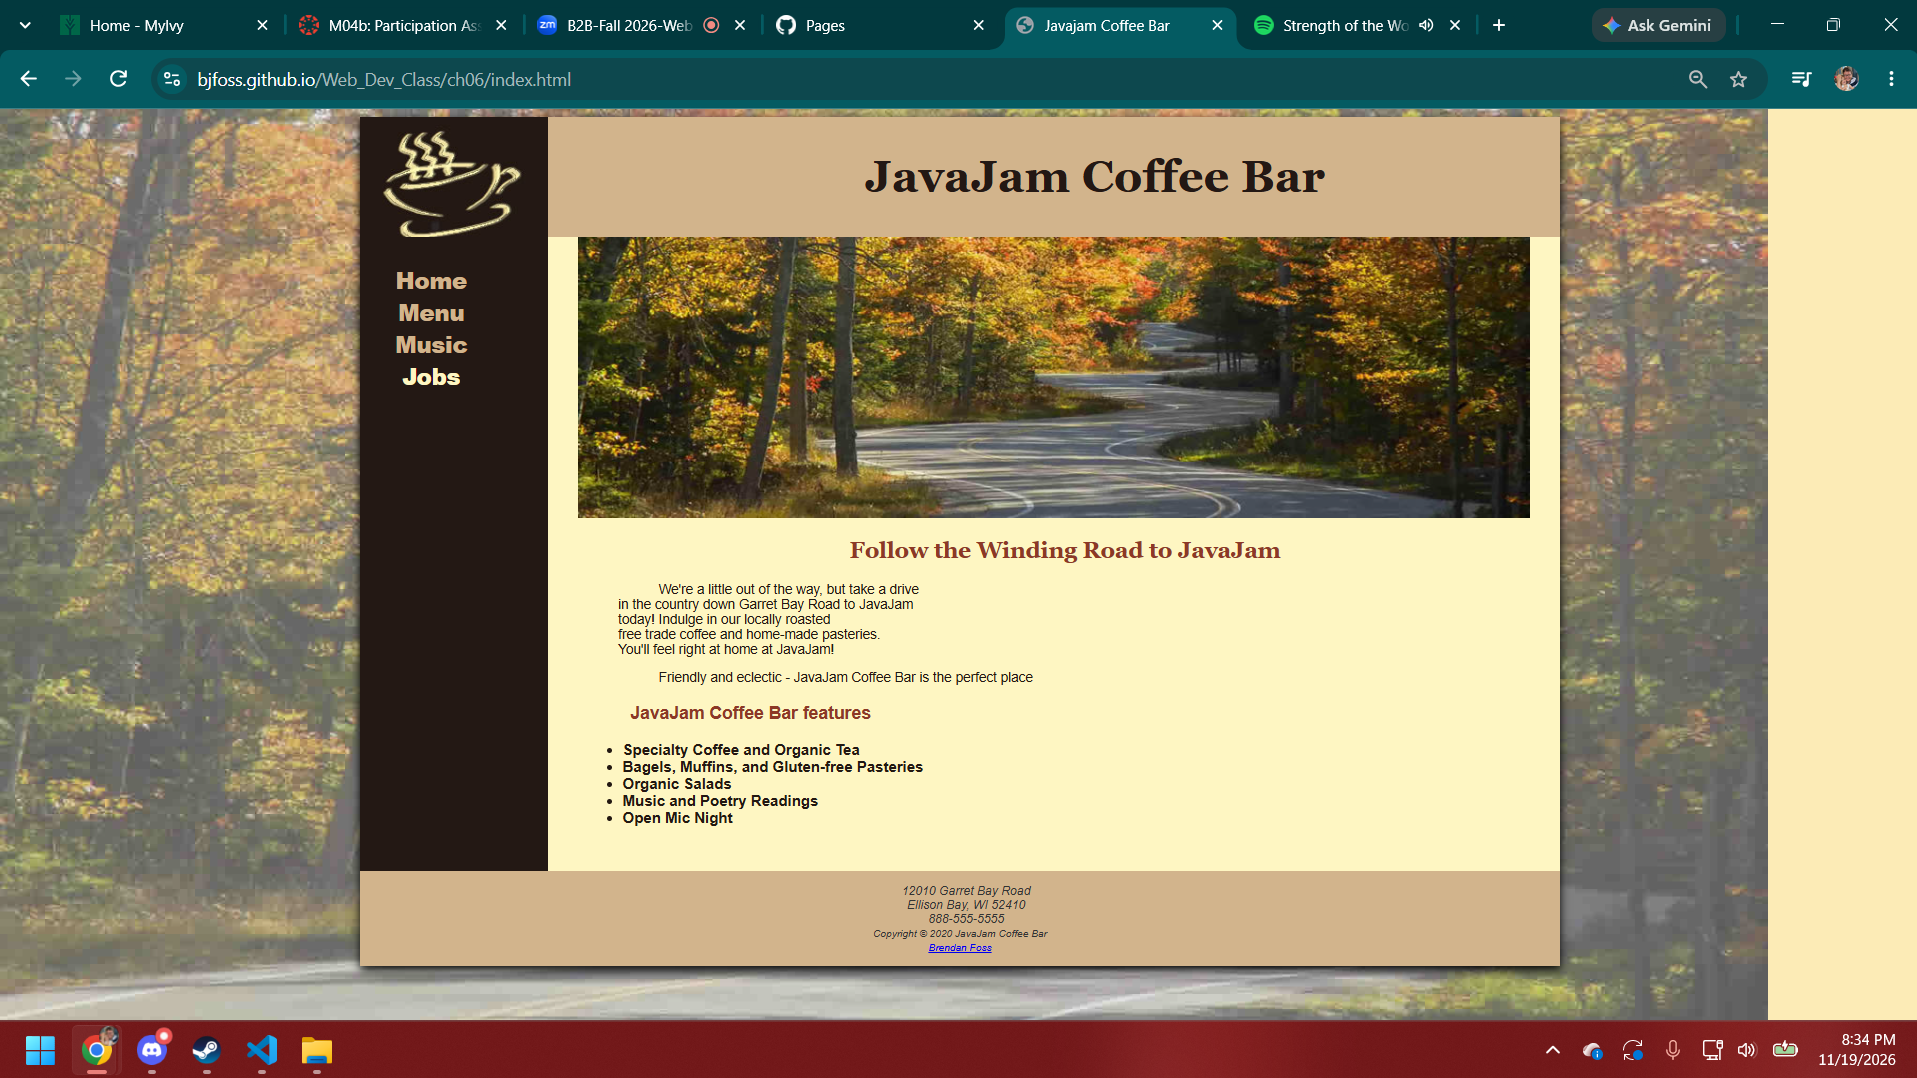 Home - MyIvy
M04b: Participation Ass
B2B-Fall 2026-Web
Pages
Javajam Coffee Bar
Strength of the Wo
Ask Gemini
bjfoss.github.io/Web_Dev_Class/ch06/index.html
JavaJam Coffee Bar
Home
Menu
Music
Jobs
Follow the Winding Road to JavaJam
We're a little out of the way, but take a drive
in the country down Garret Bay Road to JavaJam
today! Indulge in our locally roasted
free trade coffee and home-made pasteries.
You'll feel right at home at JavaJam!
Friendly and eclectic - JavaJam Coffee Bar is the perfect place
JavaJam Coffee Bar features
• Specialty Coffee and Organic Tea
• Bagels, Muffins, and Gluten-free Pasteries
• Organic Salads
• Music and Poetry Readings
• Open Mic Night
12010 Garret Bay Road
Ellison Bay, WI 52410
888-555-5555
Copyright © 2020 JavaJam Coffee Bar
Brendan Foss
8:34 PM
11/19/2026